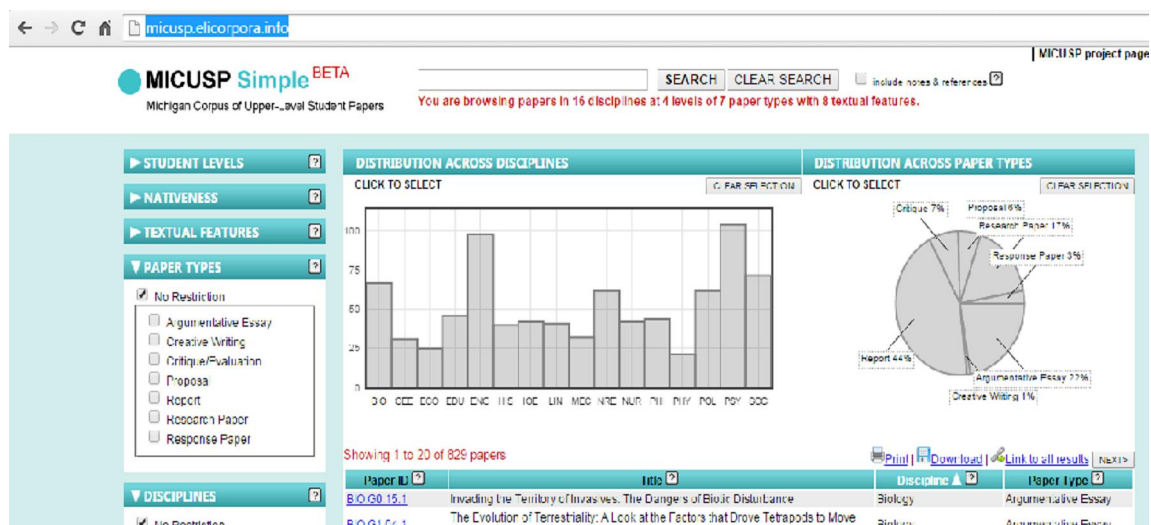 micusp.elicorpora.info
| MICUSP project page
MICUSP Simple BETA
Michigan Corpus of Upper-Level Student Papers
SEARCH CLEAR SEARCH include notes & references ?
You are browsing papers in 16 disciplines at 4 levels of 7 paper types with 8 textual features.
STUDENT LEVELS ?
NATIVENESS ?
TEXTUAL FEATURES ?
PAPER TYPES ?
No Restriction
Argumentative Essay
Creative Writing
Critique/Evaluation
Proposal
Report
Research Paper
Response Paper
DISCIPLINES ?
No Restriction
DISTRIBUTION ACROSS DISCIPLINES
CLICK TO SELECT CLEAR SELECTION
100
75
50
25
0
BIO CEE ECO EDU ENG HIS IOE LIN MEC NRE NUR PHI PHY POL PSY SOC
DISTRIBUTION ACROSS PAPER TYPES
CLICK TO SELECT CLEAR SELECTION
Critique 7%
Proposal 6%
Research Paper 17%
Response Paper 3%
Report 44%
Argumentative Essay 22%
Creative Writing 1%
Showing 1 to 20 of 829 papers
Print | Download | Link to all results NEXT>
Paper ID ? Title ? Discipline ? Paper Type ?
BIO.G0.15.1 Invading the Territory of Invasives: The Dangers of Biotic Disturbance Biology Argumentative Essay
BIO.G1.04.1 The Evolution of Terrestriality: A Look at the Factors that Drove Tetrapods to Move Biology Argumentative Essay